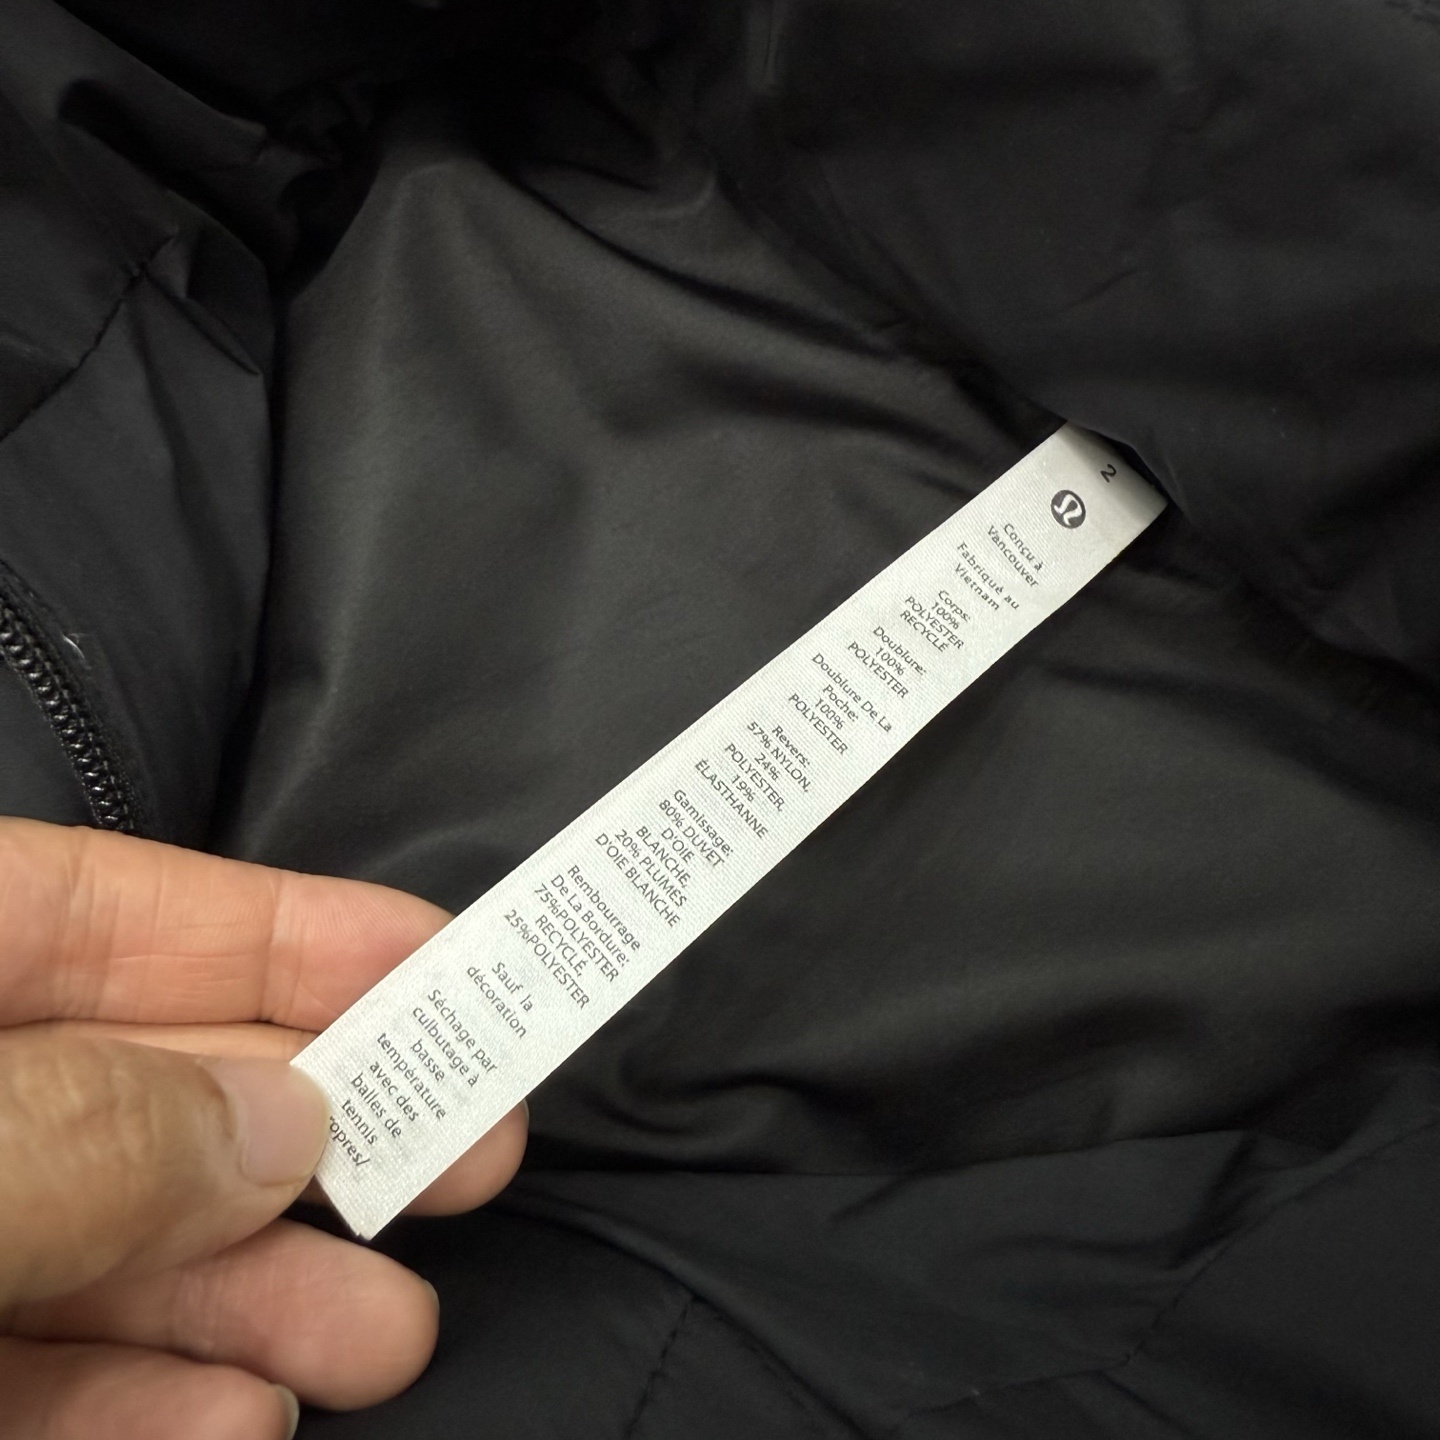 2
Conçu à
Vancouver
Fabriqué au
Vietnam
Corps:
100%
POLYESTER
RECYCLÉ
Doublure:
100%
POLYESTER
Doublure De La
Poche:
100%
POLYESTER
Revers:
57% NYLON,
24%
POLYESTER,
19%
ÉLASTHANNE
Garnissage:
80% DUVET
D'OIE
BLANCHE,
20% PLUMES
D'OIE BLANCHE
Rembourrage
De La Bordure:
75%POLYESTER
RECYCLÉ,
25%POLYESTER
Sauf la
décoration
Séchage par
culbutage à
basse
température
avec des
balles de
tennis